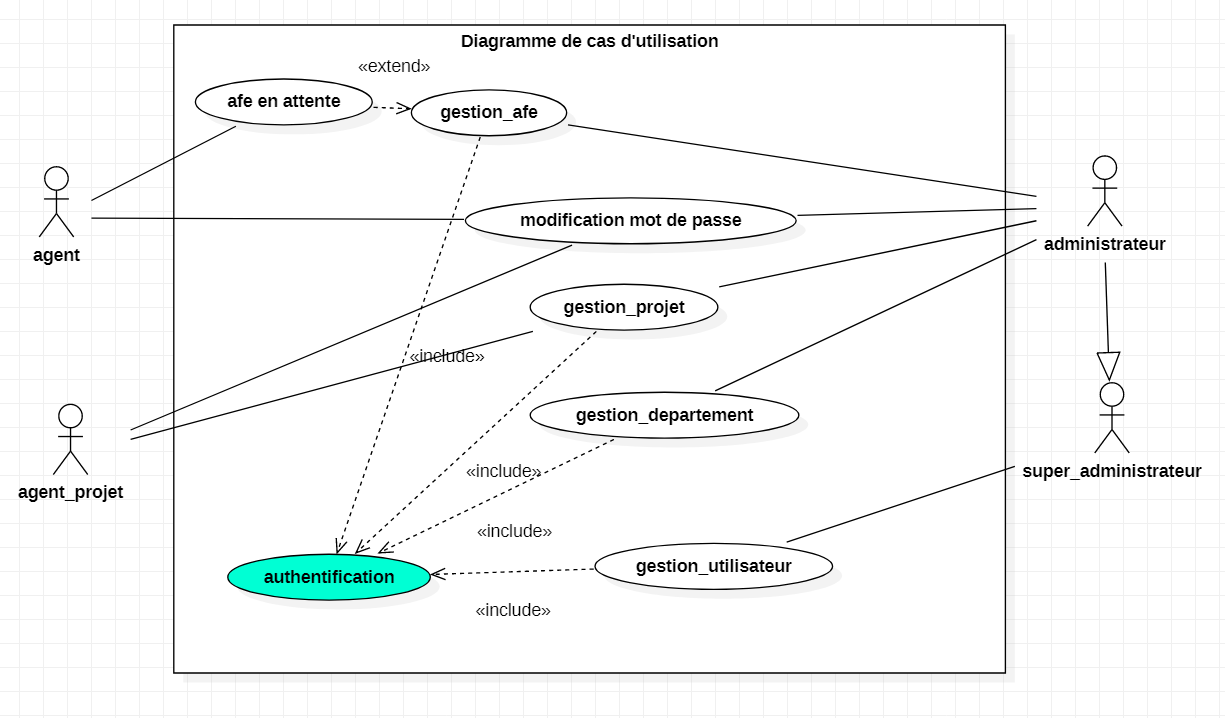 Diagramme de cas d'utilisation
«extend»
afe en attente
gestion_afe
modification mot de passe
agent
administrateur
gestion_projet
«include»
gestion_departement
«include»
super_administrateur
agent_projet
«include»
gestion_utilisateur
authentification
«include»